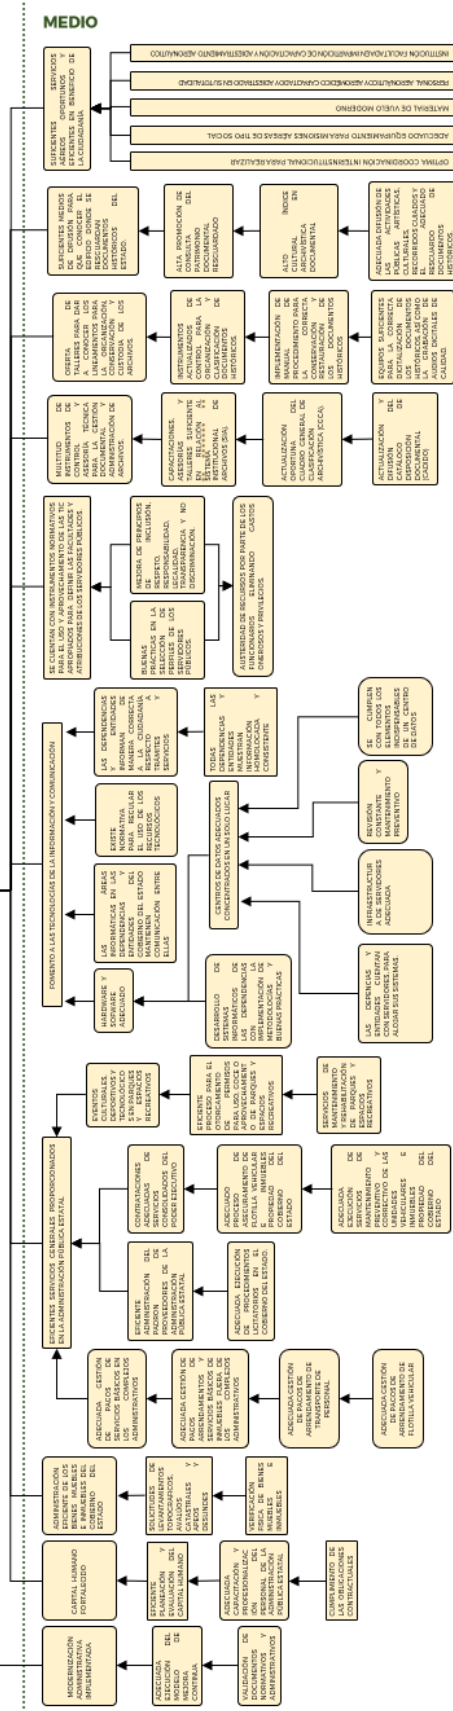 MEDIO
MODERNIZACIÓN
ADMINISTRATIVA
IMPLEMENTADA
ADECUADA
EJECUCIÓN DEL
MODELO DE
MEJORA
CONTINUA
VALIDACIÓN DE
DOCUMENTOS
NORMATIVOS Y
ADMINISTRATIVOS
CAPITAL HUMANO
FORTALECIDO
EFICIENTE
PLANEACIÓN Y
EVALUACIÓN DEL
CAPITAL HUMANO
ADECUADA
CAPACITACIÓN Y
PROFESIONALIZAC
IÓN DEL
PERSONAL DE LA
ADMINISTRACIÓN
PÚBLICA ESTATAL
CUMPLIMIENTO DE
LAS OBLIGACIONES
CONTRACTUALES
ADMINISTRACIÓN
EFICIENTE DE LOS
BIENES MUEBLES
E INMUEBLES DEL
GOBIERNO DEL
ESTADO
SOLICITUDES DE
LEVANTAMIENTOS
TOPOGRÁFICOS,
AVALÚOS
CATASTRALES Y
APEOS Y
DESLINDES
VERIFICACIÓN
FISICA DE BIENES
MUEBLES E
INMUEBLES
EFICIENTES SERVICIOS GENERALES PROPORCIONADOS
EN LA ADMINISTRACIÓN PÚBLICA ESTATAL
ADECUADA GESTIÓN
DE PAGOS DE
SERVICIOS BÁSICOS EN
LOS COMPLEJOS
ADMINISTRATIVOS
ADECUADA GESTIÓN DE
PAGOS DE
ARRENDAMIENTOS Y
SERVICIOS BÁSICOS DE
INMUEBLES FUERA DE
LOS COMPLEJOS
ADMINISTRATIVOS
ADECUADA GESTIÓN
DE PAGOS DE
ARRENDAMIENTO DE
TRANSPORTE DE
PERSONAL
ADECUADA GESTIÓN
DE PAGOS DE
ARRENDAMIENTO DE
FLOTILLA VEHICULAR
EFICIENTE
ADMINISTRACIÓN DEL
PADRÓN DE
PROVEEDORES DE LA
ADMINISTRACIÓN
PÚBLICA ESTATAL
ADECUADA EJECUCIÓN
DE PROCEDIMIENTOS
LICITATORIOS EN EL
GOBIERNO DEL ESTADO.
CONTRATACIONES
ADECUADAS DE
SERVICIOS
CONSOLIDADOS DEL
PODER EJECUTIVO
ADECUADO
PROCESO DE
ASEGURAMIENTO DE
FLOTILLA VEHICULAR
E INMUEBLES
PROPIEDAD DEL
GOBIERNO DEL
ESTADO
ADECUADA
EJECUCIÓN DE
SERVICIOS DE
MANTENIMIENTO
PREVENTIVO Y
CORRECTIVO DE LAS
UNIDADES
VEHICULARES E
INMUEBLES
PROPIEDAD DEL
GOBIERNO DEL
ESTADO
EVENTOS
CULTURALES,
DEPORTIVOS Y
TECNOLÓGICO
EN PARQUES
Y ESPACIOS
RECREATIVOS
EFICIENTE
PROCESO PARA EL
OTORGAMIENTO
DE PERMISOS
PARA USO, GOCE O
APROVECHAMIENT
O DE PARQUES Y
ESPACIOS
RECREATIVOS
SERVICIOS DE
MANTENIMIENTO
Y REHABILITACIÓN
DE PARQUES Y
ESPACIOS
RECREATIVOS
FOMENTO A LAS TECNOLOGÍAS DE LA INFORMACIÓN Y COMUNICACIÓN
HARDWARE Y
SOFWARE
ADECUADO
LAS ÁREAS
INFORMÁTICAS EN LAS
DEPENDENCIAS Y
ENTIDADES DEL
GOBIERNO DEL ESTADO
MANTIENEN
COMUNICACIÓN ENTRE
ELLAS
EXISTE
NORMATIVA
PARA REGULAR
EL USO DE LOS
RECURSOS
TECNOLÓGICOS
LAS DEPENDENCIAS
Y ENTIDADES
INFORMAN DE
MANERA CORRECTA
A LA CIUDADANÍA
RESPECTO A
TRÁMITES Y
SERVICIOS
DESARROLLO DE
SISTEMAS
INFORMÁTICOS DE
LAS DEPENDENCIAS
CON LA
IMPLEMENTACIÓN DE
METODOLOGÍAS Y
BUENAS PRÁCTICAS
CENTROS DE DATOS ADECUADOS
CONCENTRADOS EN UN SOLO LUGAR
TODAS LAS
DEPENDENCIAS Y
ENTIDADES
MUESTRAN
INFORMACIÓN
HOMOLOGADA Y
CONSISTENTE
LAS DEPENCIAS Y
ENTIDADES CUENTAN
CON SERVIDORES, PARA
ALOJAR SUS SISTEMAS.
INFRAESTRUCTUR
A DE SERVIDORES
ADECUADA
REVISIÓN
CONSTANTE Y
MANTENIMIENTO
PREVENTIVO
SE CUMPLEN
CON TODOS LOS
ELEMENTOS
INDISPENSABLES
DE UN CENTRO
DE DATOS
SE CUENTAN CON INSTRUMENTOS NORMATIVOS
PARA EL USO Y APROVECHAMIENTO DE LAS TIC
APROPIADOS PARA DEFINIR LAS FACULTADES Y
ATRIBUCIONES DE LOS SERVIDORES PÚBLICOS.
BUENAS
PRÁCTICAS EN LA
SELECCIÓN DE
PERFILES DE LOS
SERVIDORES
PÚBLICOS.
MEJORA DE PRINCIPIOS
DE INCLUSIÓN,
RESPETO,
RESPONSABILIDAD,
LEGALIDAD,
TRANSPARENCIA Y NO
DISCRIMINACIÓN.
AUSTERIDAD DE RECURSOS POR PARTE DE LOS
FUNCIONARIOS ELIMINANDO GASTOS
ONEROSOS Y PRIVILEGIOS.
MULTITUD DE
INSTRUMENTOS DE
CONTROL Y
ASESORÍA TÉCNICA
PARA LA GESTIÓN
DOCUMENTAL Y
ADMINISTRACIÓN DE
ARCHIVOS.
CAPACITACIONES,
ASESORÍAS Y
TALLERES SUFICIENTE
EN RELACIÓN AL
SISTEMA
INSTITUCIONAL DE
ARCHIVOS (SIA).
ACTUALIZACIÓN
OPORTUNA DEL
CUADRO GENERAL DE
CLASIFICACIÓN
ARCHIVÍSTICA (CGCA).
ACTUALIZACIÓN Y
DIFUSIÓN DE
CATÁLOGO DE
DISPOSICIÓN
DOCUMENTAL
(CADIDO)
OFERTA DE
TALLERES PARA DAR
A CONOCER LOS
LINEAMIENTOS PARA
LA ORGANIZACIÓN,
CONSERVACIÓN Y
CUSTODIA DE LOS
ARCHIVOS.
INSTRUMENTOS
ACTUALIZADOS DE
CONTROL PARA LA
ORGANIZACIÓN Y
CLASIFICACIÓN DE
DOCUMENTOS
HISTÓRICOS
IMPLEMENTACIÓN DE
MANUAL DE
PROCEDIMIENTO PARA
LA CORRECTA
CONSERVACIÓN Y
RESTAURACIÓN DE
LOS DOCUMENTOS
HISTÓRICOS
EQUIPOS SUFICIENTES
PARA LA CORRECTA
DIGITALIZACIÓN DE
LOS DOCUMENTOS
HISTÓRICOS, ASÍ COMO
LA GRABACIÓN DE
AUDIOS DIGITALES DE
CALIDAD.
SUFICIENTES MEDIOS
DE DIFUSIÓN PARA
QUE CONOCER EL
EDIFICIO DONDE SE
RESGUARDAN
DOCUMENTOS
HISTÓRICOS DEL
ESTADO.
ALTA PROMOCIÓN DE
CONSULTA DEL
PATRIMONIO
DOCUMENTAL
RESGUARDADO
ALTO ÍNDICE
CULTURAL EN
ARCHIVÍSTICA
DOCUMENTAL
ADECUADA DIFUSIÓN DE
LAS ACTIVIDADES
PÚBLICAS ARTÍSTICAS,
CULTURALES,
RECORRIDOS GUIADOS Y
ADECUADO
RESGUARDO DE
DOCUMENTOS
HISTÓRICOS.
SUFICIENTES SERVICIOS
AÉREOS OPORTUNOS Y
EFICIENTES EN BENEFICIO DE
LA CIUDADANÍA
OPTIMA COORDINACIÓN INTERINSTITUCIONAL PARA REALIZAR
ADECUADO EQUIPAMIENTO PARA MISIONES AÉREAS DE TIPO SOCIAL
MATERIAL DE VUELO MODERNO
PERSONAL AERONÁUTICO Y AEROMÉDICO CAPACITADO Y ADIESTRADO EN SU TOTALIDAD
INSTITUCIÓN FACULTADA EN IMPARTICIÓN DE CAPACITACIÓN Y ADIESTRAMIENTO AERONÁUTICO